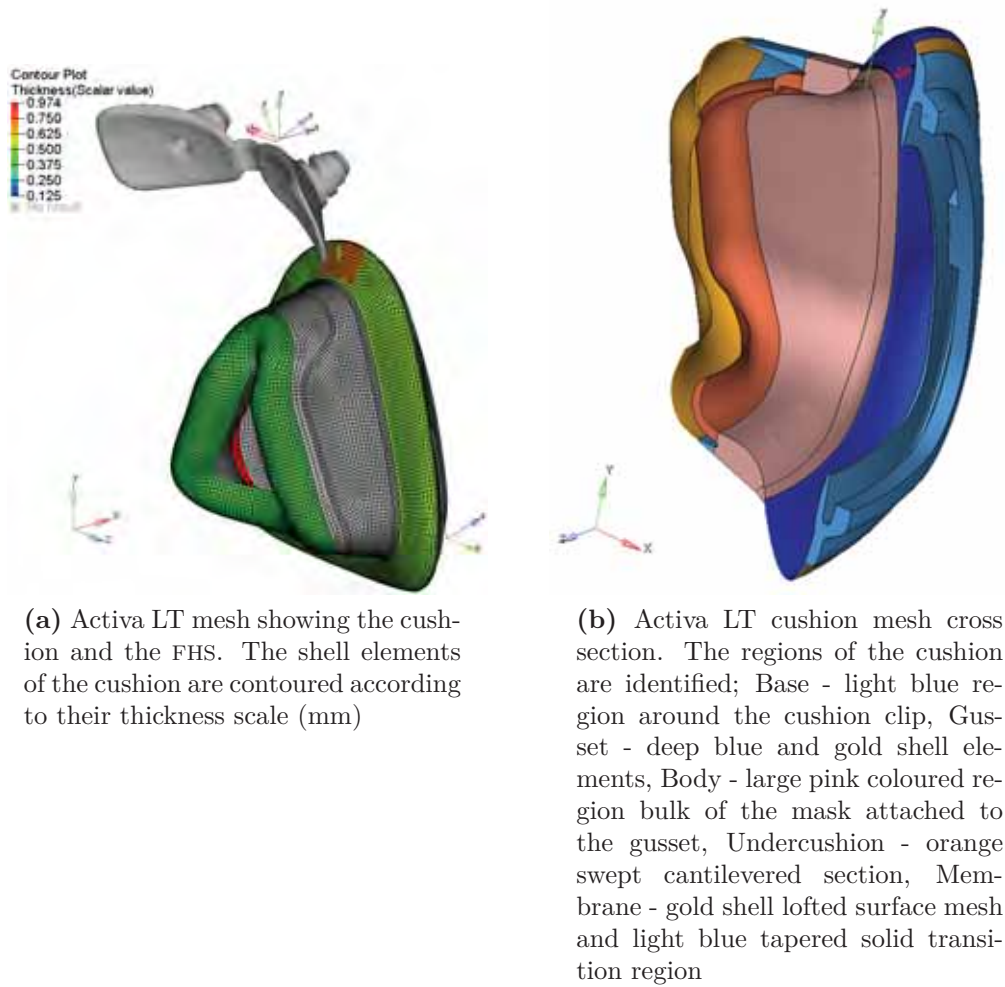 Contour Plot
Thickness(Scalar value)
0.974
0.750
0.625
0.500
0.375
0.250
0.125
No result
Y
X
Z
y
Y
Z
X
(a) Activa LT mesh showing the cush-
ion and the FHS. The shell elements
of the cushion are contoured according
to their thickness scale (mm)
(b) Activa LT cushion mesh cross
section. The regions of the cushion
are identified; Base - light blue re-
gion around the cushion clip, Gus-
set - deep blue and gold shell ele-
ments, Body - large pink coloured re-
gion bulk of the mask attached to
the gusset, Undercushion - orange
swept cantilevered section, Mem-
brane - gold shell lofted surface mesh
and light blue tapered solid transi-
tion region